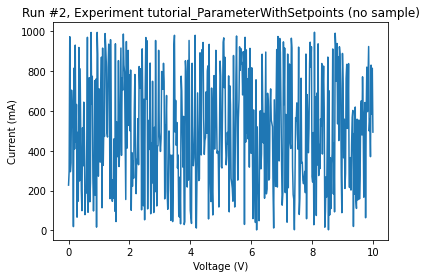 Run #2, Experiment tutorial_ParameterWithSetpoints (no sample)
1000
800
600
400
200
0
Current (mA)
0 2 4 6 8 10
Voltage (V)